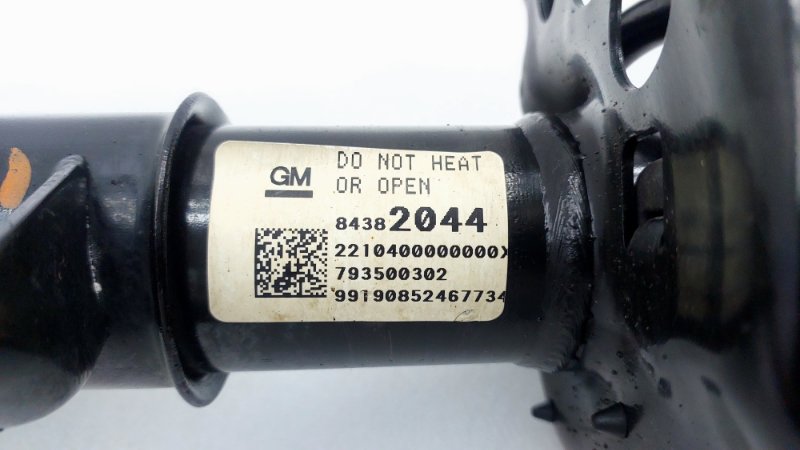 GM
DO NOT HEAT
OR OPEN
84382044
2210400000000X
793500302
99190852467734